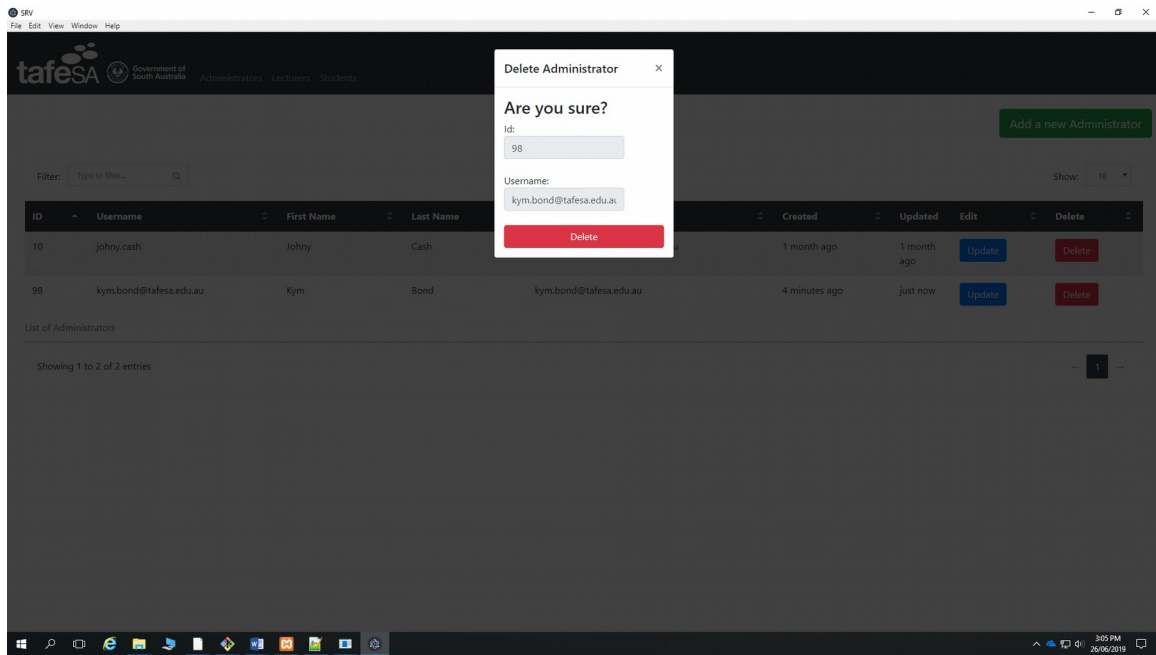 SRV
File Edit View Window Help
tafeSA Government of South Australia Administrators Lecturers Students
Delete Administrator ×
Are you sure?
Id:
98
Username:
kym.bond@tafesa.edu.au
Delete
Add a new Administrator
Filter: Type to filter... Show: 10
ID Username First Name Last Name Created Updated Edit Delete
10 johny.cash Johny Cash u 1 month ago 1 month ago Update Delete
98 kym.bond@tafesa.edu.au Kym Bond kym.bond@tafesa.edu.au 4 minutes ago just now Update Delete
List of Administrators
Showing 1 to 2 of 2 entries 1
3:05 PM
26/06/2019